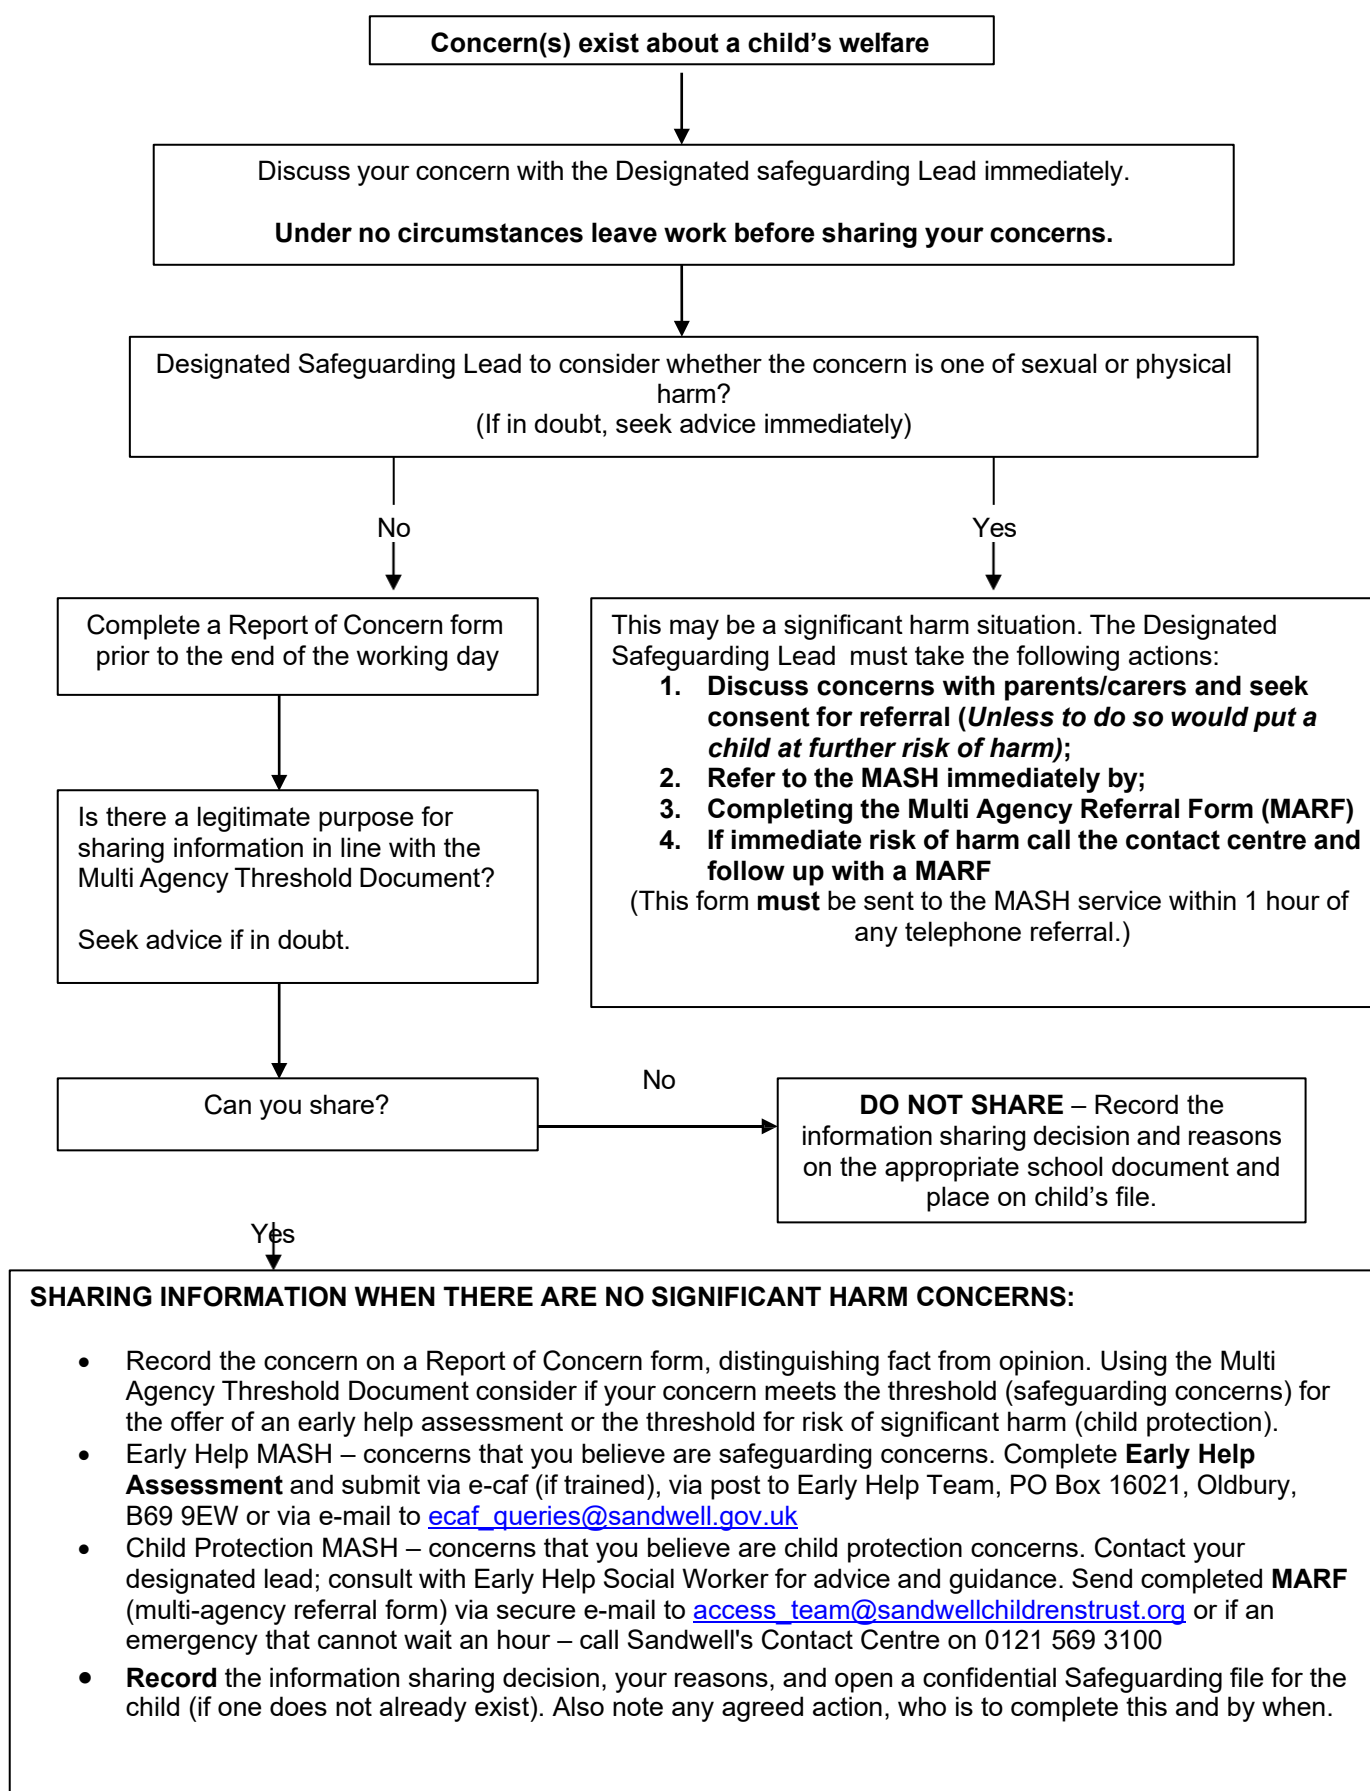 Concern(s) exist about a child’s welfare
Discuss your concern with the Designated safeguarding Lead immediately.
Under no circumstances leave work before sharing your concerns.
Designated Safeguarding Lead to consider whether the concern is one of sexual or physical
harm?
(If in doubt, seek advice immediately)
No
Yes
Complete a Report of Concern form
prior to the end of the working day
This may be a significant harm situation. The Designated
Safeguarding Lead  must take the following actions:
1. Discuss concerns with parents/carers and seek
consent for referral (Unless to do so would put a
child at further risk of harm);
2. Refer to the MASH immediately by;
3. Completing the Multi Agency Referral Form (MARF)
4. If immediate risk of harm call the contact centre and
follow up with a MARF
(This form must be sent to the MASH service within 1 hour of
any telephone referral.)
Is there a legitimate purpose for
sharing information in line with the
Multi Agency Threshold Document?
Seek advice if in doubt.
Can you share?
No
DO NOT SHARE – Record the
information sharing decision and reasons
on the appropriate school document and
place on child’s file.
Yes
SHARING INFORMATION WHEN THERE ARE NO SIGNIFICANT HARM CONCERNS:
• Record the concern on a Report of Concern form, distinguishing fact from opinion. Using the Multi
Agency Threshold Document consider if your concern meets the threshold (safeguarding concerns) for
the offer of an early help assessment or the threshold for risk of significant harm (child protection).
• Early Help MASH – concerns that you believe are safeguarding concerns. Complete Early Help
Assessment and submit via e-caf (if trained), via post to Early Help Team, PO Box 16021, Oldbury,
B69 9EW or via e-mail to ecaf_queries@sandwell.gov.uk
• Child Protection MASH – concerns that you believe are child protection concerns. Contact your
designated lead; consult with Early Help Social Worker for advice and guidance. Send completed MARF
(multi-agency referral form) via secure e-mail to access_team@sandwellchildrenstrust.org or if an
emergency that cannot wait an hour – call Sandwell's Contact Centre on 0121 569 3100
• Record the information sharing decision, your reasons, and open a confidential Safeguarding file for the
child (if one does not already exist). Also note any agreed action, who is to complete this and by when.